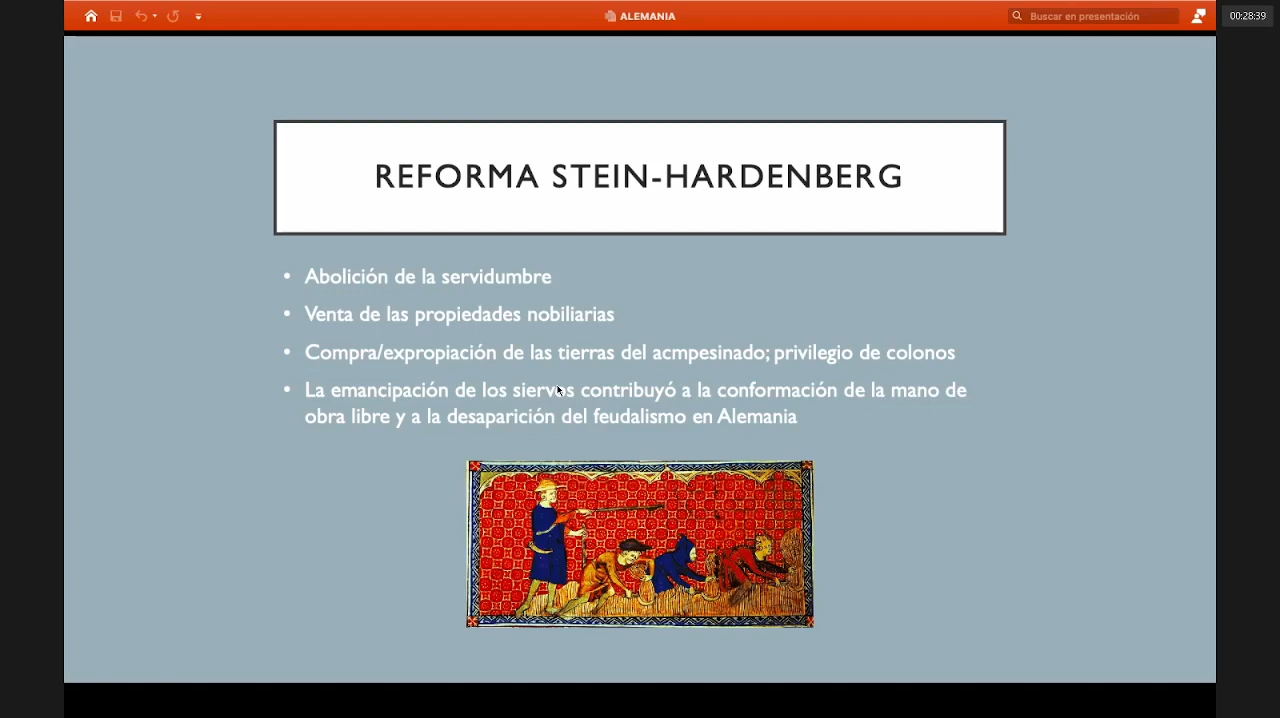 ALEMANIA
Buscar en presentación
00:28:39
REFORMA STEIN-HARDENBERG
• Abolición de la servidumbre
• Venta de las propiedades nobiliarias
• Compra/expropiación de las tierras del acmpesinado; privilegio de colonos
• La emancipación de los siervos contribuyó a la conformación de la mano de
obra libre y a la desaparición del feudalismo en Alemania